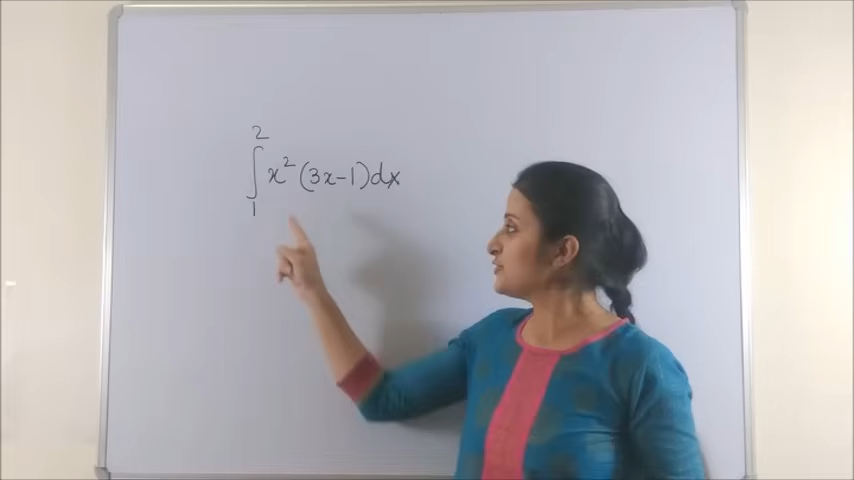 ∫₁² x² (3x-1) dx